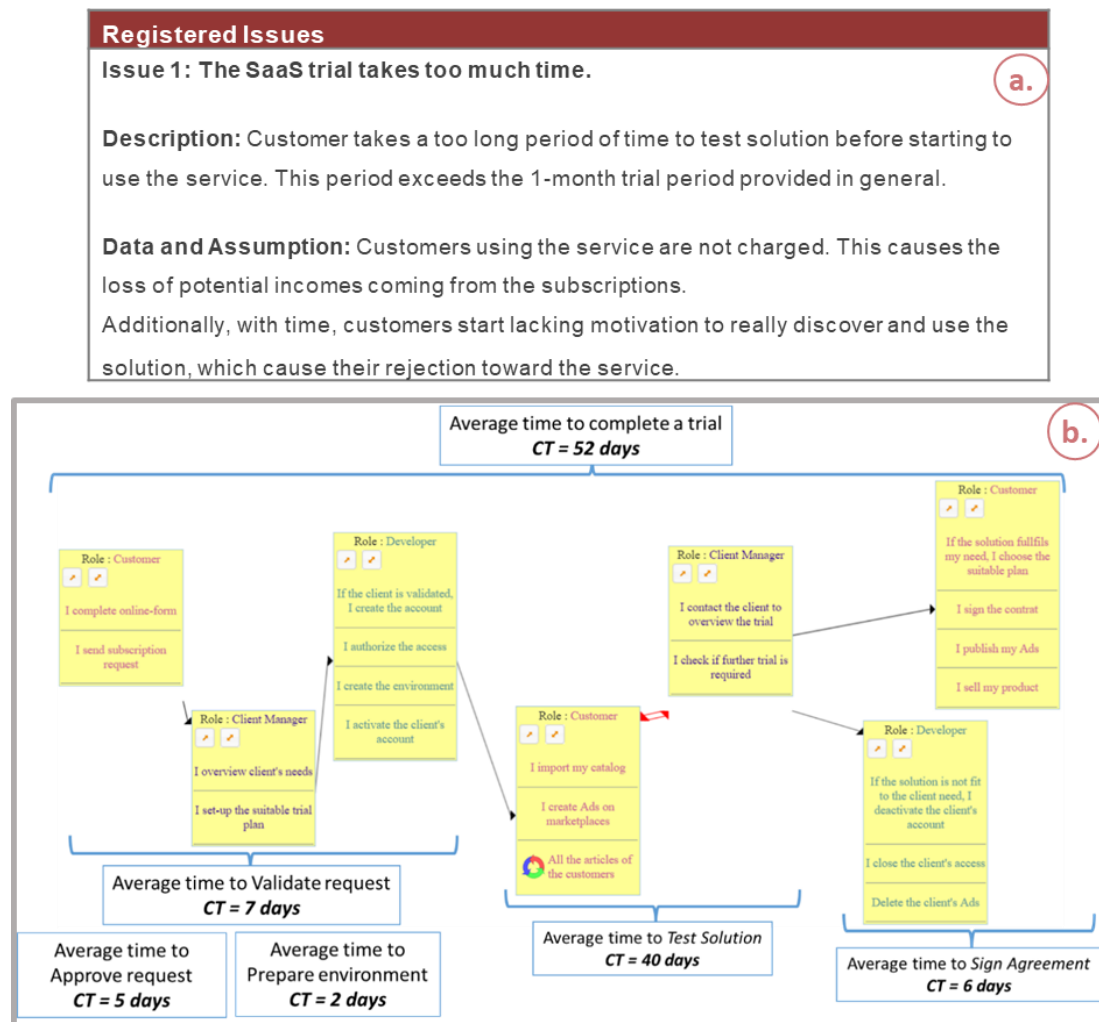 Registered Issues
Issue 1: The SaaS trial takes too much time.
a.
Description: Customer takes a too long period of time to test solution before starting to
use the service. This period exceeds the 1-month trial period provided in general.
Data and Assumption: Customers using the service are not charged. This causes the
loss of potential incomes coming from the subscriptions.
Additionally, with time, customers start lacking motivation to really discover and use the
solution, which cause their rejection toward the service.
b.
Average time to complete a trial
CT = 52 days
Role : Customer
I complete online-form
I send subscription
request
Role : Client Manager
I overview client's needs
I set-up the suitable trial
plan
Role : Developer
If the client is validated,
I create the account
I authorize the access
I create the environment
I activate the client's
account
Role : Customer
I import my catalog
I create Ads on
marketplaces
All the articles of
the customers
Role : Client Manager
I contact the client to
overview the trial
I check if further trial is
required
Role : Customer
If the solution fullfils
my need, I choose the
suitable plan
I sign the contrat
I publish my Ads
I sell my product
Role : Developer
If the solution is not fit
to the client need, I
deactivate the client's
account
I close the client's access
Delete the client's Ads
Average time to Validate request
CT = 7 days
Average time to
Approve request
CT = 5 days
Average time to
Prepare environment
CT = 2 days
Average time to Test Solution
CT = 40 days
Average time to Sign Agreement
CT = 6 days